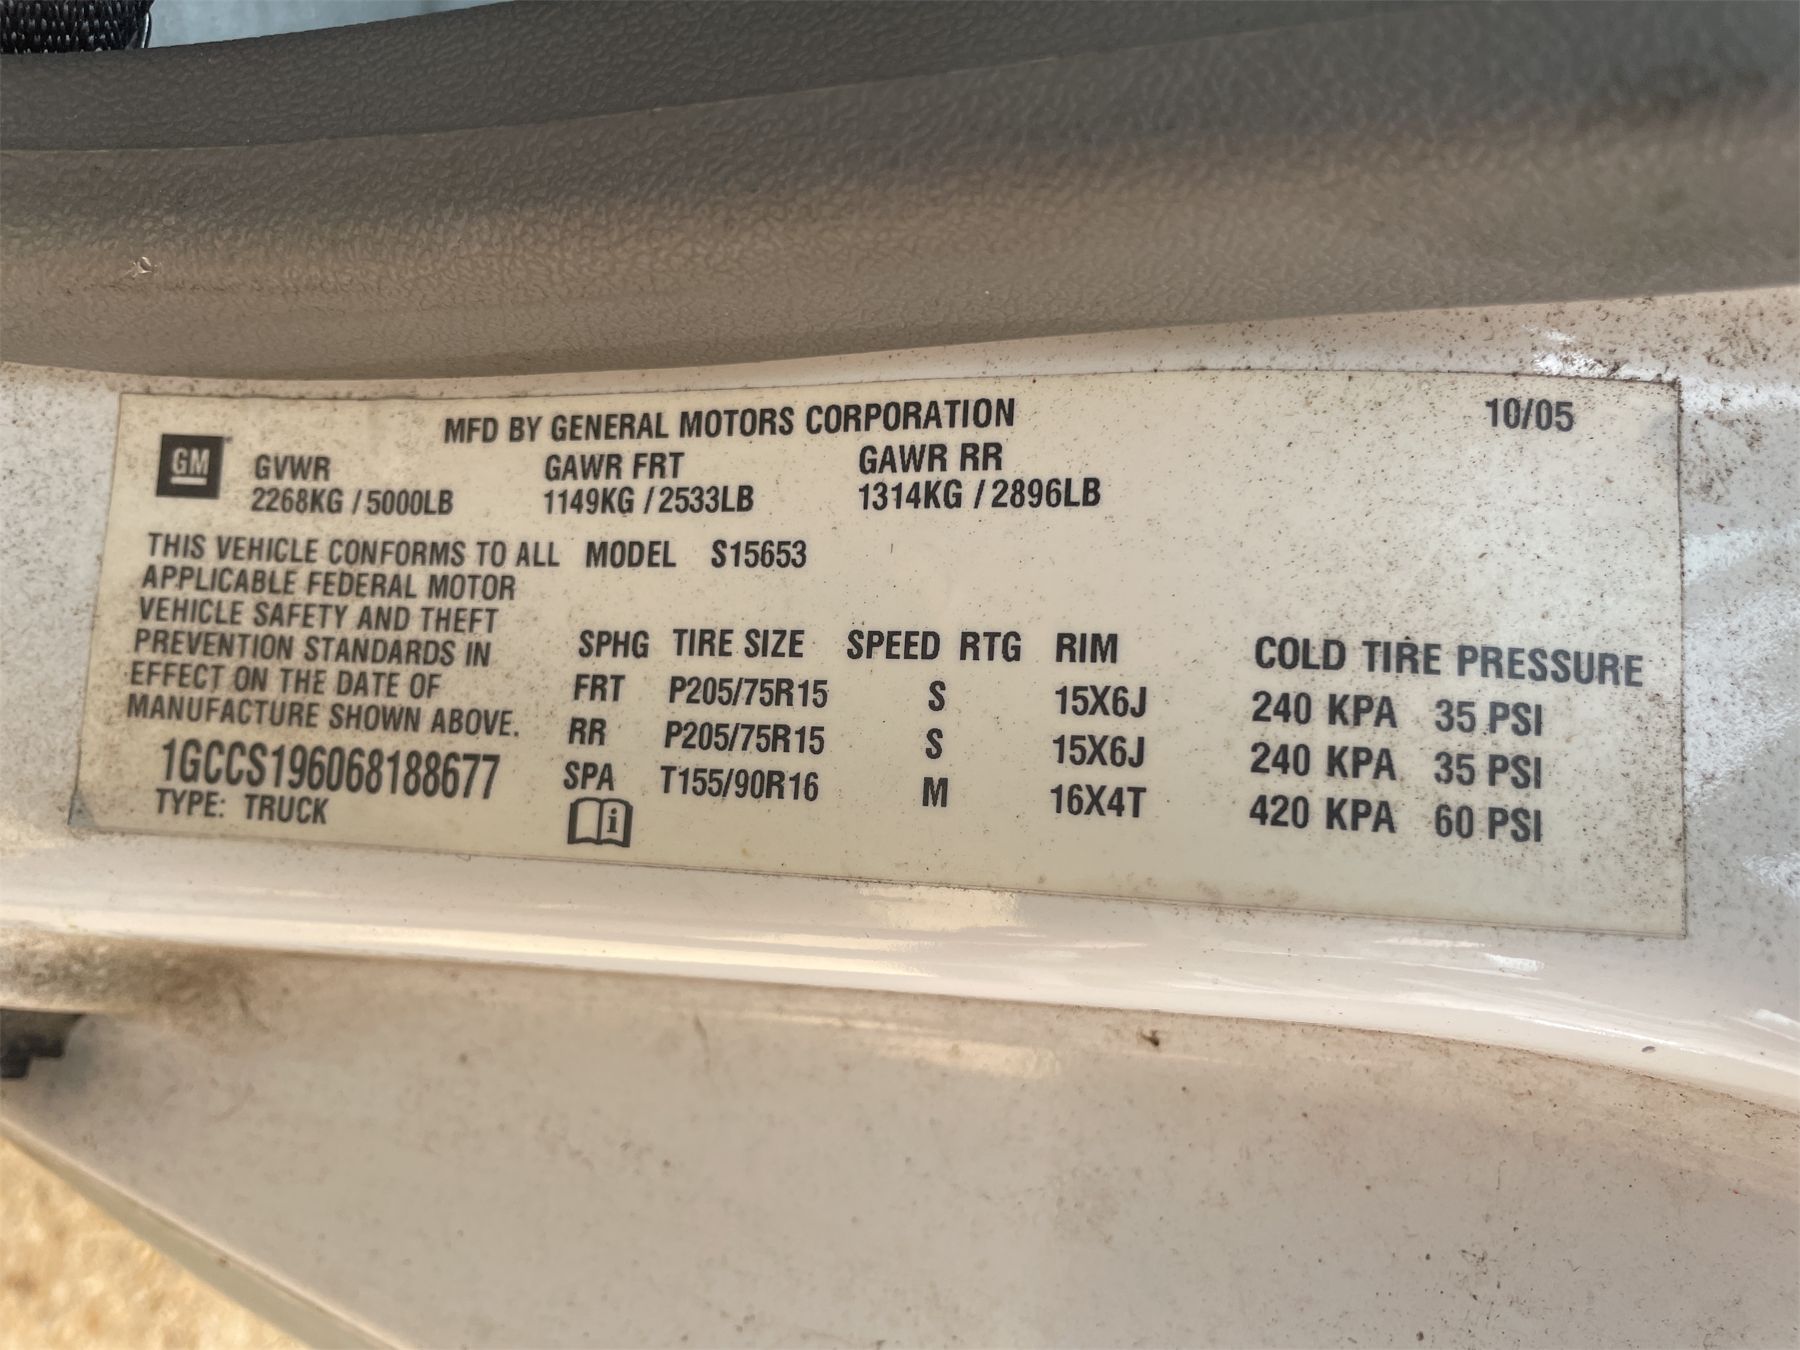 MFD BY GENERAL MOTORS CORPORATION 10/05
GM GVWR GAWR FRT GAWR RR
2268KG / 5000LB 1149KG / 2533LB 1314KG / 2896LB
THIS VEHICLE CONFORMS TO ALL MODEL S15653
APPLICABLE FEDERAL MOTOR
VEHICLE SAFETY AND THEFT
PREVENTION STANDARDS IN
EFFECT ON THE DATE OF
MANUFACTURE SHOWN ABOVE.
1GCCS196068188677
TYPE: TRUCK
SPHG TIRE SIZE SPEED RTG RIM COLD TIRE PRESSURE
FRT P205/75R15 S 15X6J 240 KPA 35 PSI
RR P205/75R15 S 15X6J 240 KPA 35 PSI
SPA T155/90R16 M 16X4T 420 KPA 60 PSI
i